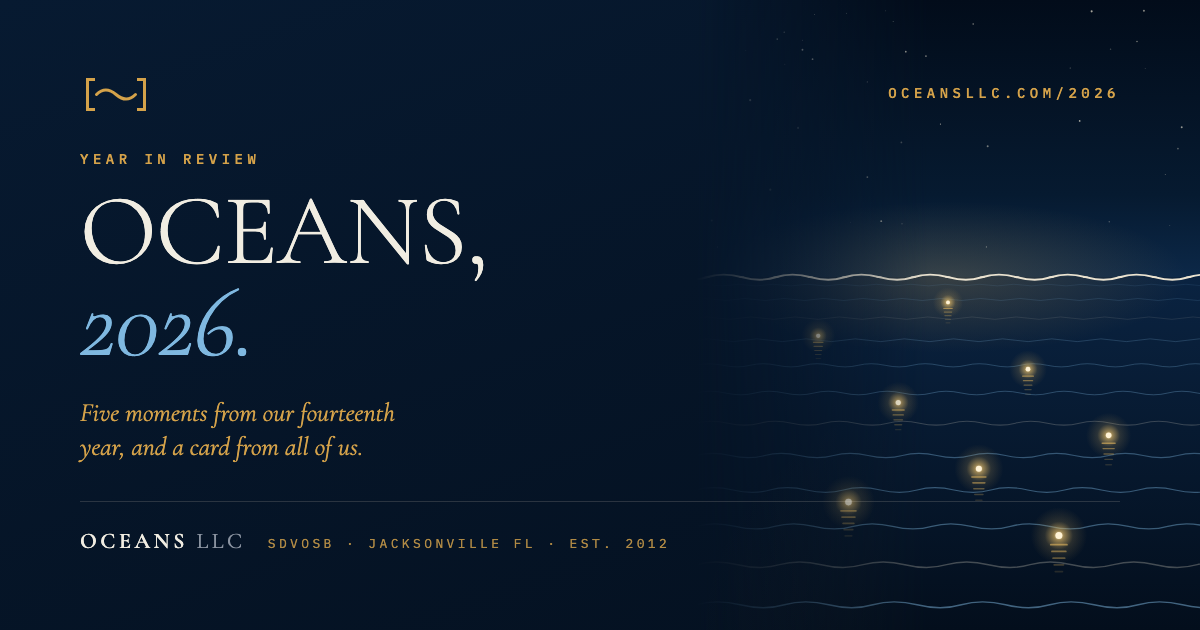 [~]
OCEANSLLC.COM/2026
YEAR IN REVIEW
OCEANS,
2026.
Five moments from our fourteenth
year, and a card from all of us.
OCEANS LLC
SDVOSB · JACKSONVILLE FL · EST. 2012